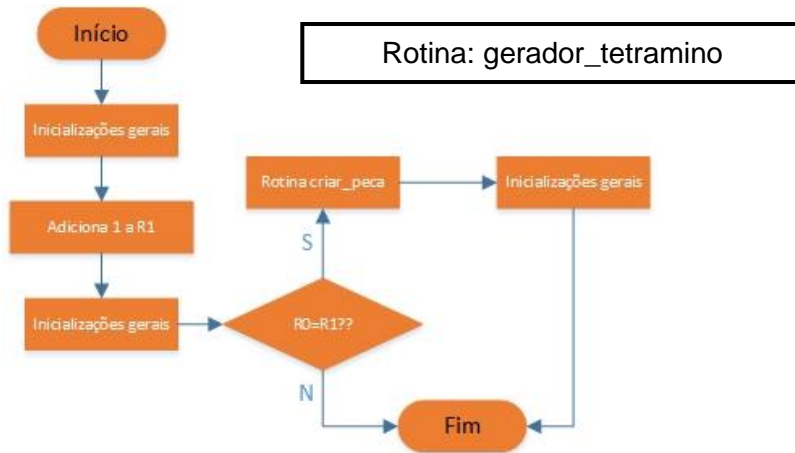 Início
Rotina: gerador_tetramino
Inicializações gerais
Rotina criar_peca
Inicializações gerais
Adiciona 1 a R1
S
Inicializações gerais
R0=R1??
N
Fim